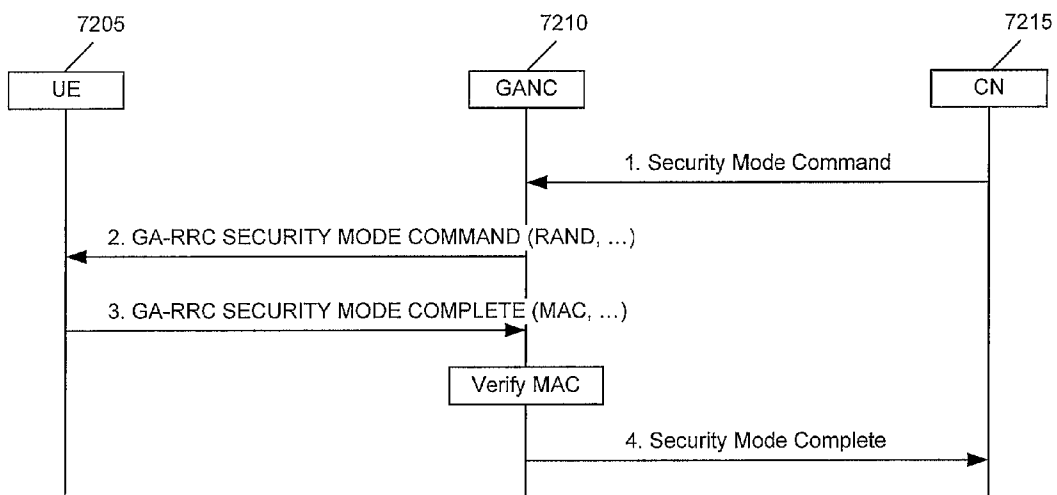 7205
7210
7215
UE
GANC
CN
1. Security Mode Command
2. GA-RRC SECURITY MODE COMMAND (RAND, ...)
3. GA-RRC SECURITY MODE COMPLETE (MAC, ...)
Verify MAC
4. Security Mode Complete